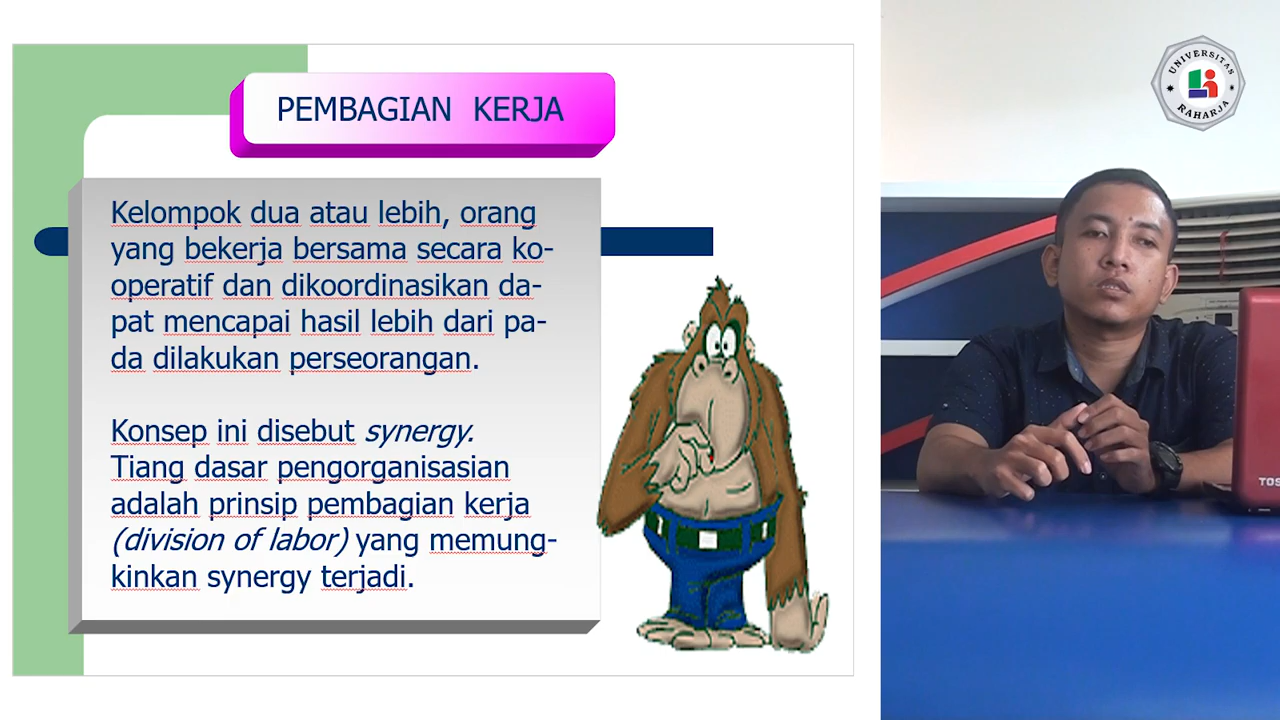 PEMBAGIAN KERJA
Kelompok dua atau lebih, orang
yang bekerja bersama secara ko-
operatif dan dikoordinasikan da-
pat mencapai hasil lebih dari pa-
da dilakukan perseorangan.
Konsep ini disebut synergy.
Tiang dasar pengorganisasian
adalah prinsip pembagian kerja
(division of labor) yang memung-
kinkan synergy terjadi.
UNIVERSITAS
RAHARJA
TOS